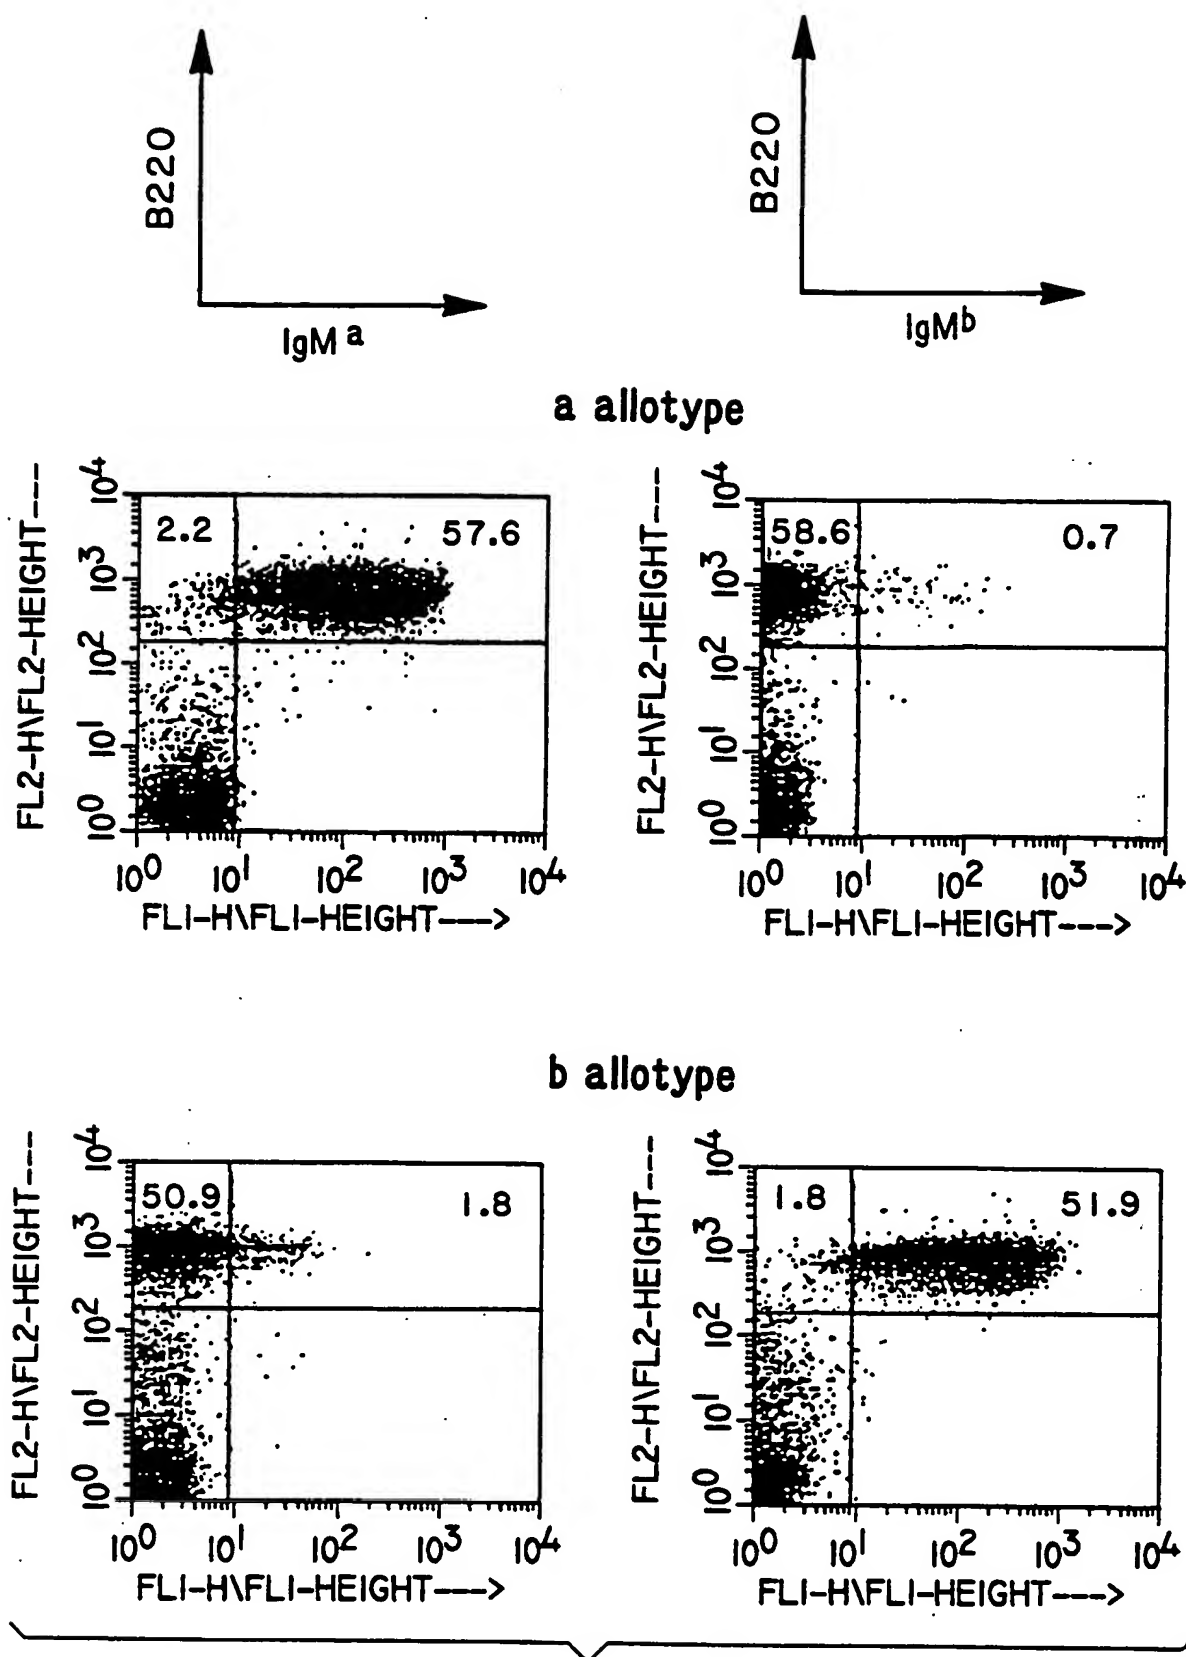 B220
IgM a
B220
IgM b
a allotype
FL2-H\FL2-HEIGHT---
10^4
10^3
10^2
10^1
10^0
2.2
57.6
10^0 10^1 10^2 10^3 10^4
FL1-H\FL1-HEIGHT--->
FL2-H\FL2-HEIGHT---
10^4
10^3
10^2
10^1
10^0
58.6
0.7
10^0 10^1 10^2 10^3 10^4
FL1-H\FL1-HEIGHT--->
b allotype
FL2-H\FL2-HEIGHT---
10^4
10^3
10^2
10^1
10^0
50.9
1.8
10^0 10^1 10^2 10^3 10^4
FL1-H\FL1-HEIGHT--->
FL2-H\FL2-HEIGHT---
10^4
10^3
10^2
10^1
10^0
1.8
51.9
10^0 10^1 10^2 10^3 10^4
FL1-H\FL1-HEIGHT--->